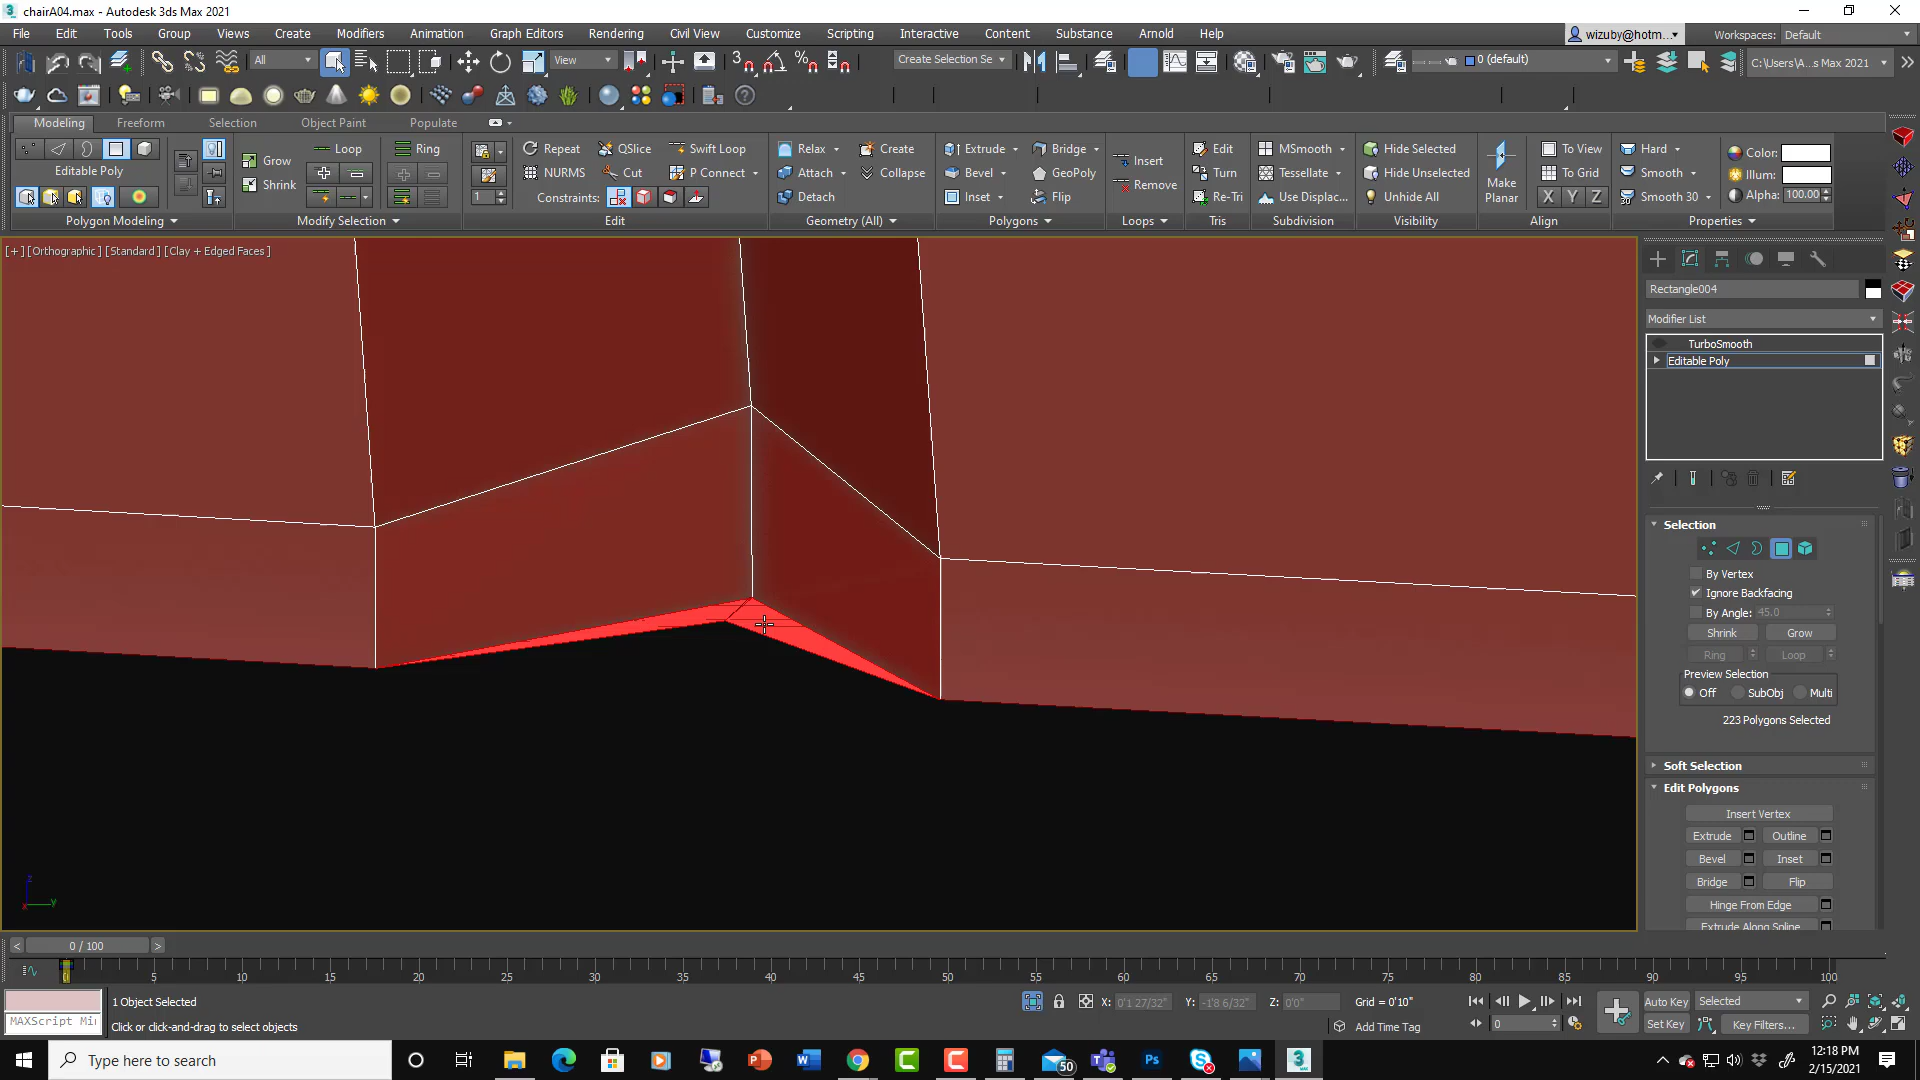 chairA04.max - Autodesk 3ds Max 2021
File Edit Tools Group Views Create Modifiers Animation Graph Editors Rendering Civil View Customize Scripting Interactive Content Substance Arnold Help
wizuby@hotm... Workspaces: Default
All View Create Selection Se 0 (default) C:\Users\A...s Max 2021
Modeling Freeform Selection Object Paint Populate
Loop Ring Repeat QSlice Swift Loop Relax Create Extrude Bridge Insert Edit MSmooth Hide Selected To View Hard Color:
Editable Poly Grow NURMS Cut P Connect Attach Collapse Bevel GeoPoly Remove Turn Tessellate Hide Unselected Make Planar To Grid Smooth Illum:
Shrink 1 Constraints: Detach Inset Flip Re-Tri Use Displac... Unhide All X Y Z Smooth 30 Alpha: 100.00
Polygon Modeling Modify Selection Edit Geometry (All) Polygons Loops Tris Subdivision Visibility Align Properties
[+] [Orthographic] [Standard] [Clay + Edged Faces]
Rectangle004
Modifier List
TurboSmooth
Editable Poly
Selection
By Vertex
Ignore Backfacing
By Angle: 45.0
Shrink Grow
Ring Loop
Preview Selection
Off SubObj Multi
223 Polygons Selected
Soft Selection
Edit Polygons
Insert Vertex
Extrude Outline
Bevel Inset
Bridge Flip
Hinge From Edge
Extrude Along Spline
z
x y
< 0 / 100 >
0 5 10 15 20 25 30 35 40 45 50 55 60 65 70 75 80 85 90 95 100
1 Object Selected X: 0'1 27/32" Y: -1'8 6/32" Z: 0'0" Grid = 0'10" Auto Key Selected
MAXScript Mi Click or click-and-drag to select objects Add Time Tag 0 Set Key Key Filters...
Type here to search 50 12:18 PM
2/15/2021